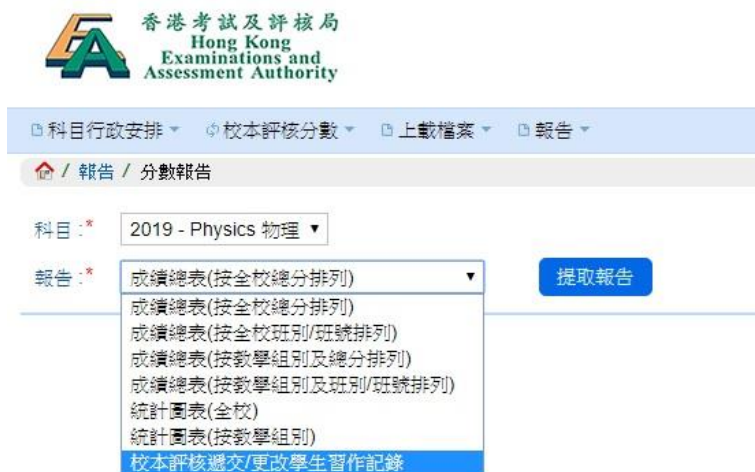 香港考試及評核局
Hong Kong
Examinations and
Assessment Authority
科目行政安排 校本評核分數 上載檔案 報告
/ 報告 / 分數報告
科目 :* 2019 - Physics 物理
報告 :* 成績總表(按全校總分排列) 提取報告
成績總表(按全校總分排列)
成績總表(按全校班別/班號排列)
成績總表(按教學組別及總分排列)
成績總表(按教學組別及班別/班號排列)
統計圖表(全校)
統計圖表(按教學組別)
校本評核遞交/更改學生習作記錄